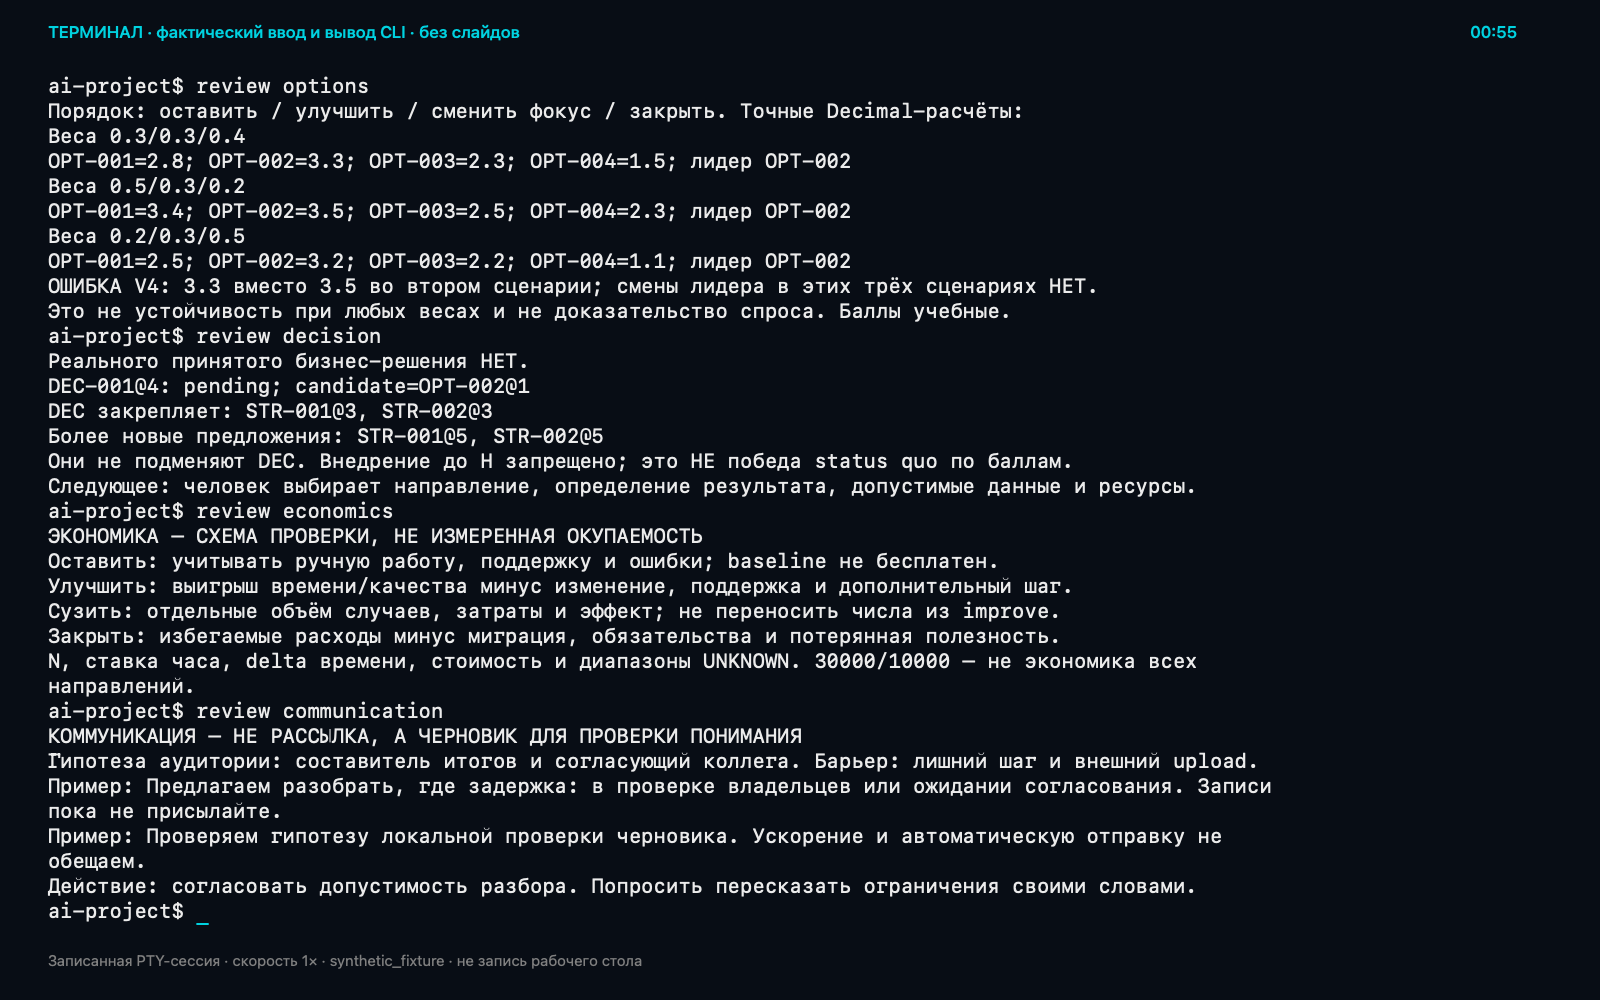 ТЕРМИНАЛ · фактический ввод и вывод CLI · без слайдов
00:55
ai-project$ review options
Порядок: оставить / улучшить / сменить фокус / закрыть. Точные Decimal-расчёты:
Веса 0.3/0.3/0.4
OPT-001=2.8; OPT-002=3.3; OPT-003=2.3; OPT-004=1.5; лидер OPT-002
Веса 0.5/0.3/0.2
OPT-001=3.4; OPT-002=3.5; OPT-003=2.5; OPT-004=2.3; лидер OPT-002
Веса 0.2/0.3/0.5
OPT-001=2.5; OPT-002=3.2; OPT-003=2.2; OPT-004=1.1; лидер OPT-002
ОШИБКА V4: 3.3 вместо 3.5 во втором сценарии; смены лидера в этих трёх сценариях НЕТ.
Это не устойчивость при любых весах и не доказательство спроса. Баллы учебные.
ai-project$ review decision
Реального принятого бизнес-решения НЕТ.
DEC-001@4: pending; candidate=OPT-002@1
DEC закрепляет: STR-001@3, STR-002@3
Более новые предложения: STR-001@5, STR-002@5
Они не подменяют DEC. Внедрение до H запрещено; это НЕ победа status quo по баллам.
Следующее: человек выбирает направление, определение результата, допустимые данные и ресурсы.
ai-project$ review economics
ЭКОНОМИКА — СХЕМА ПРОВЕРКИ, НЕ ИЗМЕРЕННАЯ ОКУПАЕМОСТЬ
Оставить: учитывать ручную работу, поддержку и ошибки; baseline не бесплатен.
Улучшить: выигрыш времени/качества минус изменение, поддержка и дополнительный шаг.
Сузить: отдельные объём случаев, затраты и эффект; не переносить числа из improve.
Закрыть: избегаемые расходы минус миграция, обязательства и потерянная полезность.
N, ставка часа, delta времени, стоимость и диапазоны UNKNOWN. 30000/10000 — не экономика всех
направлений.
ai-project$ review communication
КОММУНИКАЦИЯ — НЕ РАССЫЛКА, А ЧЕРНОВИК ДЛЯ ПРОВЕРКИ ПОНИМАНИЯ
Гипотеза аудитории: составитель итогов и согласующий коллега. Барьер: лишний шаг и внешний upload.
Пример: Предлагаем разобрать, где задержка: в проверке владельцев или ожидании согласования. Записи
пока не присылайте.
Пример: Проверяем гипотезу локальной проверки черновика. Ускорение и автоматическую отправку не
обещаем.
Действие: согласовать допустимость разбора. Попросить пересказать ограничения своими словами.
ai-project$ _
Записанная PTY-сессия · скорость 1× · synthetic_fixture · не запись рабочего стола